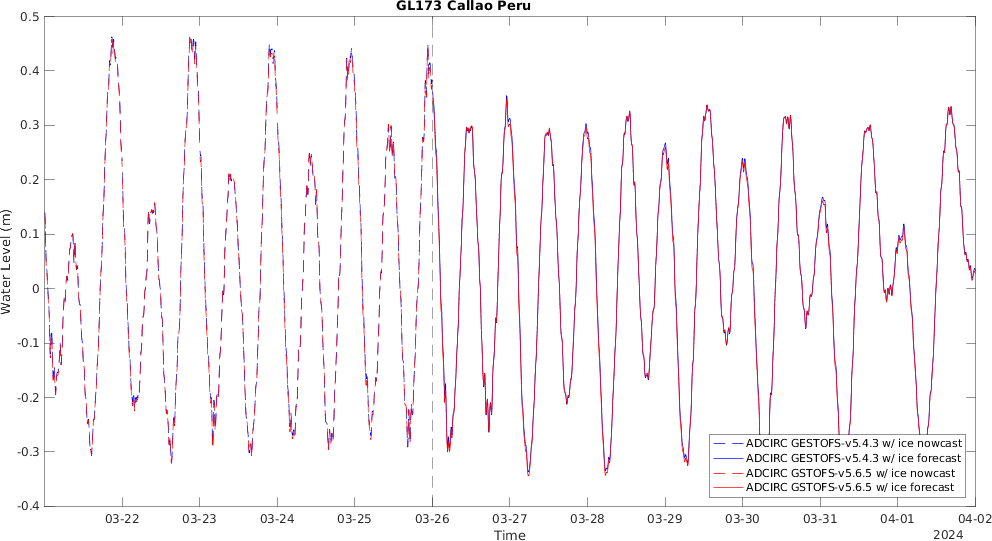 GL173 Callao Peru
0.5
0.4
0.3
0.2
0.1
0
-0.1
-0.2
-0.3
-0.4
Water Level (m)
03-22 03-23 03-24 03-25 03-26 03-27 03-28 03-29 03-30 03-31 04-01 04-02
Time
2024
ADCIRC GESTOFS-v5.4.3 w/ ice nowcast
ADCIRC GESTOFS-v5.4.3 w/ ice forecast
ADCIRC GSTOFS-v5.6.5 w/ ice nowcast
ADCIRC GSTOFS-v5.6.5 w/ ice forecast